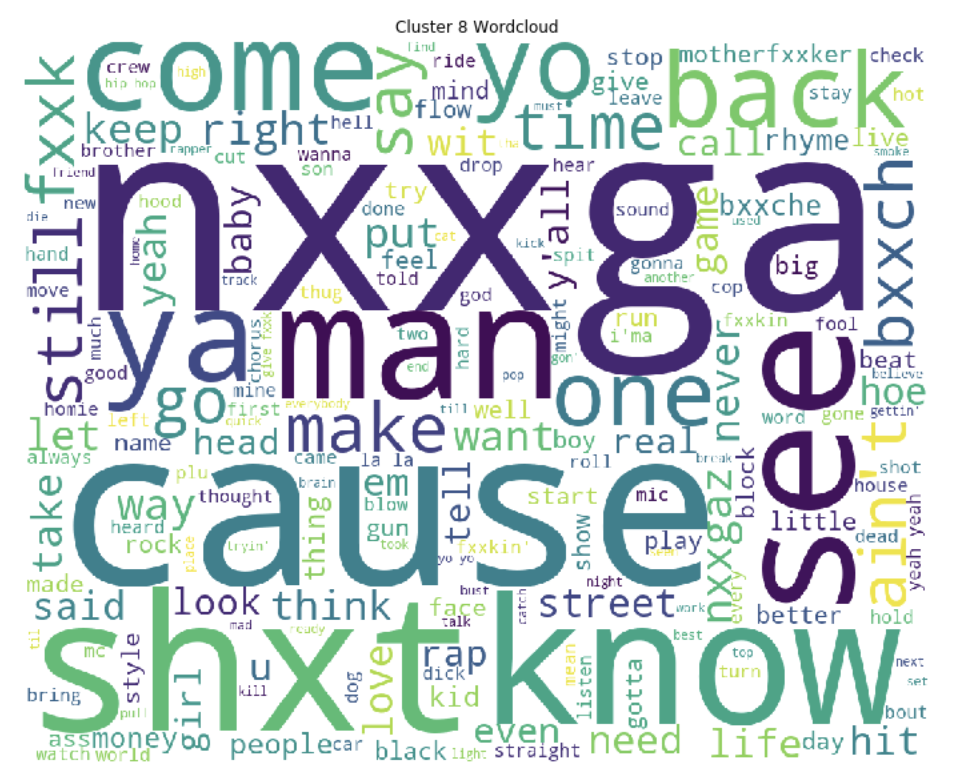 Cluster 8 Wordcloud
come yo back
find ride stop motherfxxker check
crew high hip hop say mind give leave stay hot
fxxk keep right hell flow must time call rhyme live
brother rapper cut wanna son wit tha drop hear smoke
friend nxxga
new hood try done sound game bxxche used bxxch
die hand yeah home baby put cat feel kick y'all spit gonna another big
still move track told god cop
thug might run i'ma fxxkin fool
much ya man two hard see
good chorus give fxxk end gon' beat
mine pop one never believe
homie left go first everybody till well hoe
let name quick head make want boy real word gone gettin'
always came la la roll break ain't
take plu brain em tell start block shot
way thought cause mic house
heard blow gun show little
rock tryin' thing took fxxkin' play nxxgaz dead
place yo yo seen yeah yeah
made bust night
said look think face catch street work every better hold
mad ready talk best
til mc style u shxt rap know top next
kill dick mean listen turn set
bring girl dog love kid gotta
pull even bout
assmoney people car black light straight need life day hit
watch world